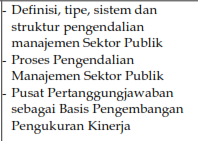 - Definisi, tipe, sistem dan
struktur pengendalian
manajemen Sektor Publik
- Proses Pengendalian
Manajemen Sektor Publik
- Pusat Pertanggungjawaban
sebagai Basis Pengembangan
Pengukuran Kinerja